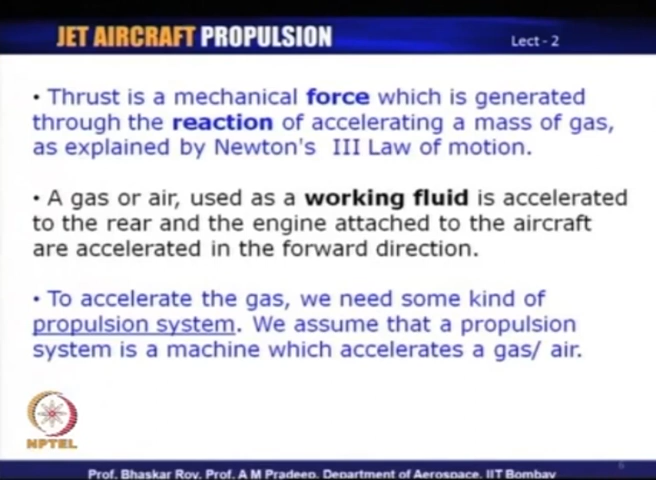 JET AIRCRAFT PROPULSION
Lect - 2
• Thrust is a mechanical force which is generated
through the reaction of accelerating a mass of gas,
as explained by Newton's III Law of motion.
• A gas or air, used as a working fluid is accelerated
to the rear and the engine attached to the aircraft
are accelerated in the forward direction.
• To accelerate the gas, we need some kind of
propulsion system. We assume that a propulsion
system is a machine which accelerates a gas/ air.
NPTEL
6
Prof. Bhaskar Roy, Prof. A M Pradeep, Department of Aerospace, IIT Bombay